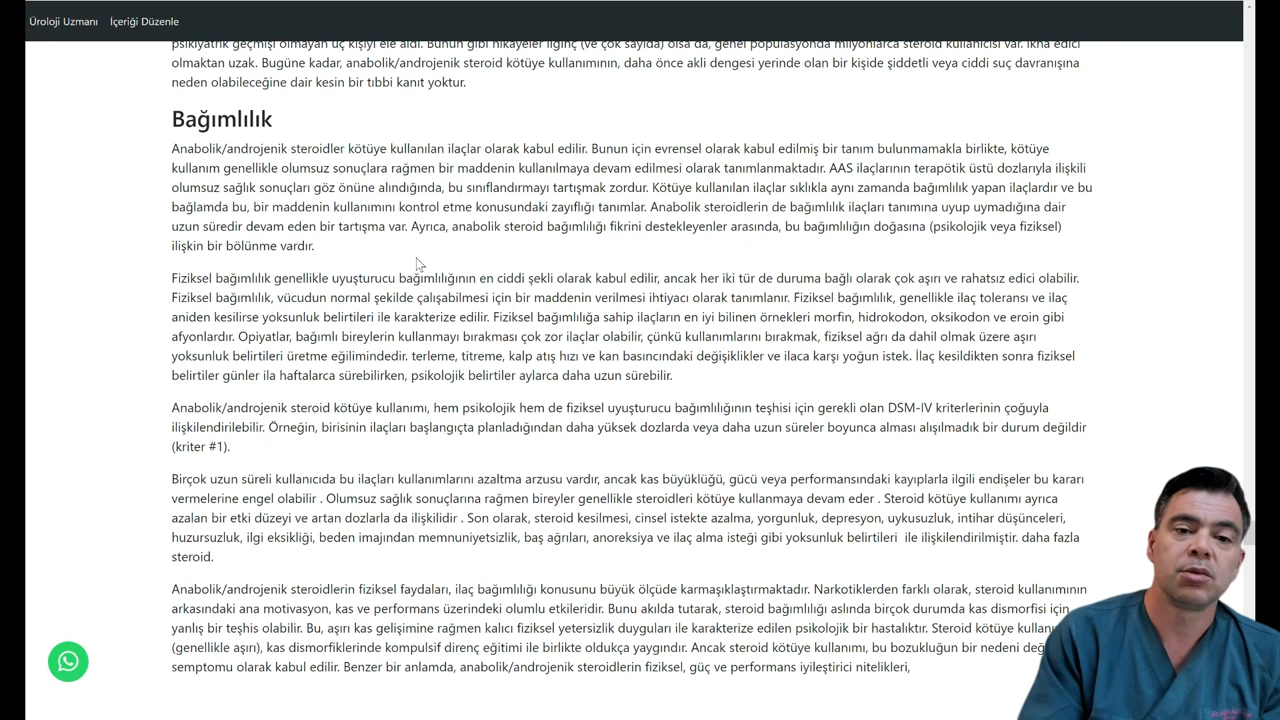 Üroloji Uzmanı İçeriği Düzenle
psikiyatrik geçmişi olmayan üç kişiyi ele aldı. Bunun gibi hikayeler ilginç (ve çok sayıda) olsa da, genel popülasyonda milyonlarca steroid kullanıcısı var. İkna edici
olmaktan uzak. Bugüne kadar, anabolik/androjenik steroid kötüye kullanımının, daha önce akli dengesi yerinde olan bir kişide şiddetli veya ciddi suç davranışına
neden olabileceğine dair kesin bir tıbbi kanıt yoktur.
Bağımlılık
Anabolik/androjenik steroidler kötüye kullanılan ilaçlar olarak kabul edilir. Bunun için evrensel olarak kabul edilmiş bir tanım bulunmamakla birlikte, kötüye
kullanım genellikle olumsuz sonuçlara rağmen bir maddenin kullanılmaya devam edilmesi olarak tanımlanmaktadır. AAS ilaçlarının terapötik üstü dozlarıyla ilişkili
olumsuz sağlık sonuçları göz önüne alındığında, bu sınıflandırmayı tartışmak zordur. Kötüye kullanılan ilaçlar sıklıkla aynı zamanda bağımlılık yapan ilaçlardır ve bu
bağlamda bu, bir maddenin kullanımını kontrol etme konusundaki zayıflığı tanımlar. Anabolik steroidlerin de bağımlılık ilaçları tanımına uyup uymadığına dair
uzun süredir devam eden bir tartışma var. Ayrıca, anabolik steroid bağımlılığı fikrini destekleyenler arasında, bu bağımlılığın doğasına (psikolojik veya fiziksel)
ilişkin bir bölünme vardır.
Fiziksel bağımlılık genellikle uyuşturucu bağımlılığının en ciddi şekli olarak kabul edilir, ancak her iki tür de duruma bağlı olarak çok aşırı ve rahatsız edici olabilir.
Fiziksel bağımlılık, vücudun normal şekilde çalışabilmesi için bir maddenin verilmesi ihtiyacı olarak tanımlanır. Fiziksel bağımlılık, genellikle ilaç toleransı ve ilaç
aniden kesilirse yoksunluk belirtileri ile karakterize edilir. Fiziksel bağımlılığa sahip ilaçların en iyi bilinen örnekleri morfin, hidrokodon, oksikodon ve eroin gibi
afyonlardır. Opiyatlar, bağımlı bireylerin kullanmayı bırakması çok zor ilaçlar olabilir, çünkü kullanımlarını bırakmak, fiziksel ağrı da dahil olmak üzere aşırı
yoksunluk belirtileri üretme eğilimindedir. terleme, titreme, kalp atış hızı ve kan basıncındaki değişiklikler ve ilaca karşı yoğun istek. İlaç kesildikten sonra fiziksel
belirtiler günler ila haftalarca sürebilirken, psikolojik belirtiler aylarca daha uzun sürebilir.
Anabolik/androjenik steroid kötüye kullanımı, hem psikolojik hem de fiziksel uyuşturucu bağımlılığının teşhisi için gerekli olan DSM-IV kriterlerinin çoğuyla
ilişkilendirilebilir. Örneğin, birisinin ilaçları başlangıçta planladığından daha yüksek dozlarda veya daha uzun süreler boyunca alması alışılmadık bir durum değildir
(kriter #1).
Birçok uzun süreli kullanıcıda bu ilaçları kullanımlarını azaltma arzusu vardır, ancak kas büyüklüğü, gücü veya performansındaki kayıplarla ilgili endişeler bu kararı
vermelerine engel olabilir . Olumsuz sağlık sonuçlarına rağmen bireyler genellikle steroidleri kötüye kullanmaya devam eder . Steroid kötüye kullanımı ayrıca
azalan bir etki düzeyi ve artan dozlarla da ilişkilidir . Son olarak, steroid kesilmesi, cinsel istekte azalma, yorgunluk, depresyon, uykusuzluk, intihar düşünceleri,
huzursuzluk, ilgi eksikliği, beden imajından memnuniyetsizlik, baş ağrıları, anoreksiya ve ilaç alma isteği gibi yoksunluk belirtileri ile ilişkilendirilmiştir. daha fazla
steroid.
Anabolik/androjenik steroidlerin fiziksel faydaları, ilaç bağımlılığı konusunu büyük ölçüde karmaşıklaştırmaktadır. Narkotiklerden farklı olarak, steroid kullanımının
arkasındaki ana motivasyon, kas ve performans üzerindeki olumlu etkileridir. Bunu akılda tutarak, steroid bağımlılığı aslında birçok durumda kas dismorfisi için
yanlış bir teşhis olabilir. Bu, aşırı kas gelişimine rağmen kalıcı fiziksel yetersizlik duyguları ile karakterize edilen psikolojik bir hastalıktır. Steroid kötüye
(genellikle aşırı), kas dismorfiklerinde kompulsif direnç eğitimi ile birlikte oldukça yaygındır. Ancak steroid kötüye kullanımı, bu bozukluğun bir nedeni
semptomu olarak kabul edilir. Benzer bir anlamda, anabolik/androjenik steroidlerin fiziksel, güç ve performans iyileştirici nitelikleri,